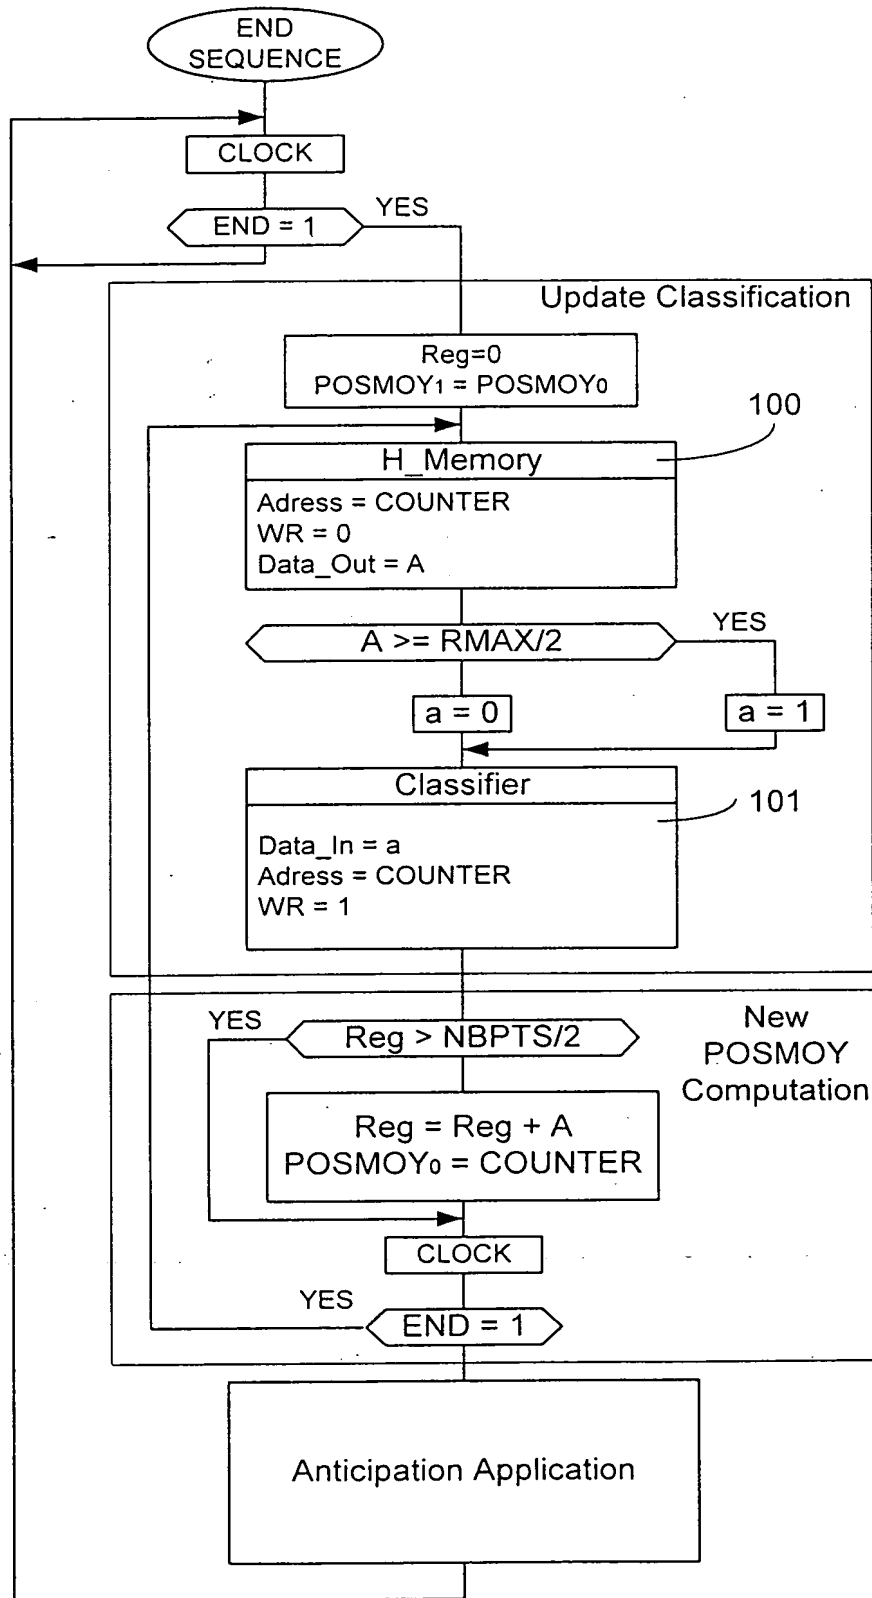 END
SEQUENCE
CLOCK
END = 1
YES
Update Classification
Reg=0
POSMOY1 = POSMOY0
100
H_Memory
Adress = COUNTER
WR = 0
Data_Out = A
A >= RMAX/2
YES
a = 0
a = 1
Classifier
101
Data_In = a
Adress = COUNTER
WR = 1
YES
Reg > NBPTS/2
New
POSMOY
Computation
Reg = Reg + A
POSMOY0 = COUNTER
CLOCK
YES
END = 1
Anticipation Application